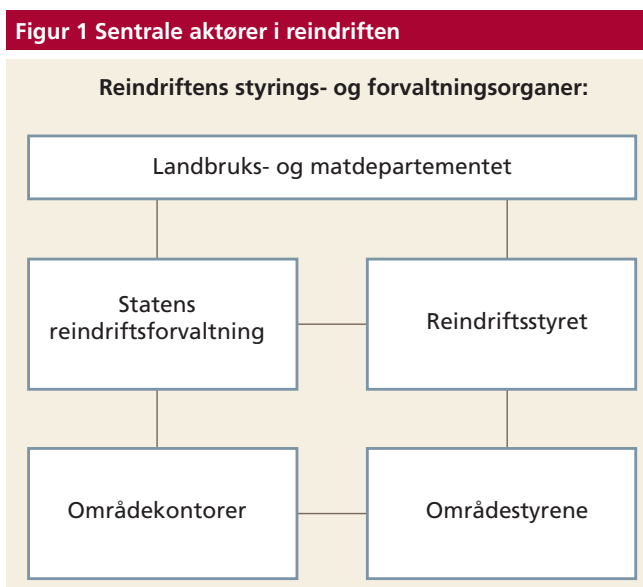 Figur 1 Sentrale aktører i reindriften
Reindriftens styrings- og forvaltningsorganer:
Landbruks- og matdepartementet
Statens
reindriftsforvaltning
Reindriftsstyret
Områdekontorer
Områdestyrene